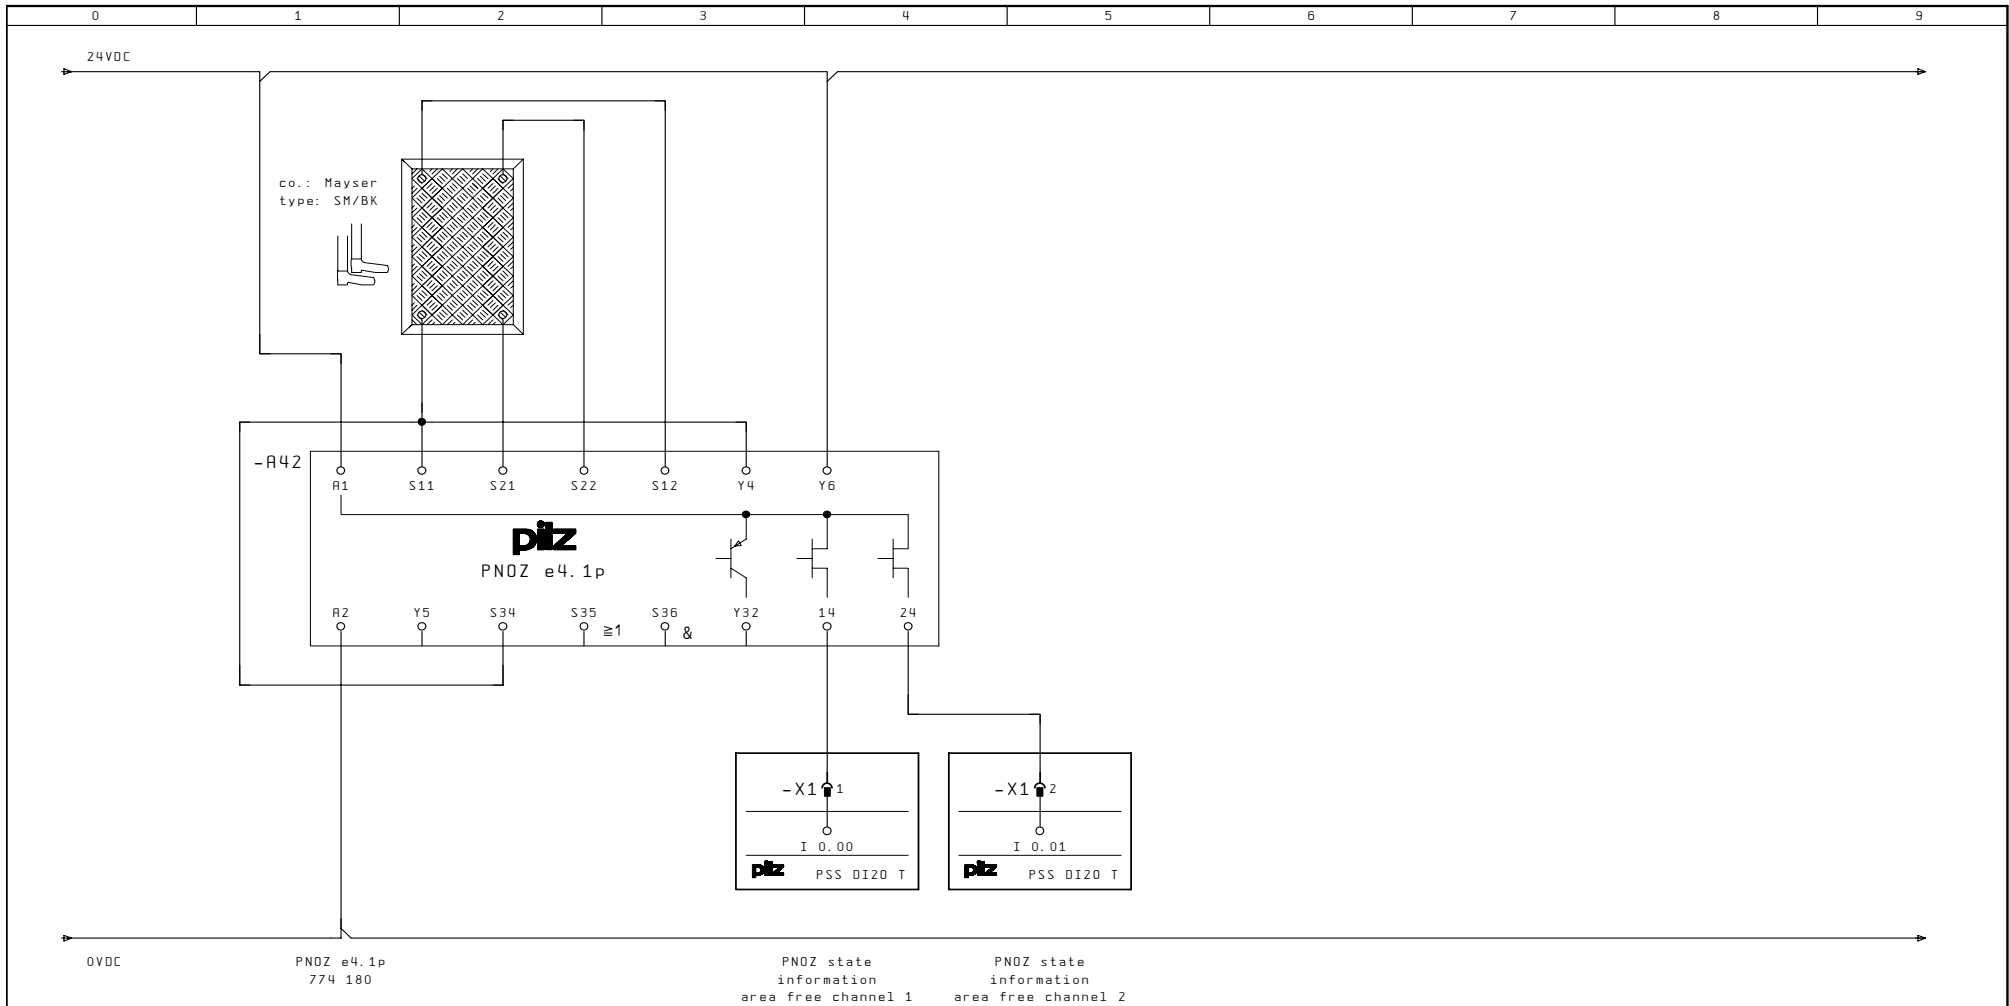 0 1 2 3 4 5 6 7 8 9
24VDC
co.: Mayser
type: SM/BK
-A42
A1 S11 S21 S22 S12 Y4 Y6
pilz
PNOZ e4.1p
A2 Y5 S34 S35 ≧1 S36 & Y32 14 24
-X1 1
I 0.00
pilz PSS DI20 T
-X1 2
I 0.01
pilz PSS DI20 T
0VDC
PNOZ e4.1p
774 180
PNOZ state
information
area free channel 1
PNOZ state
information
area free channel 2